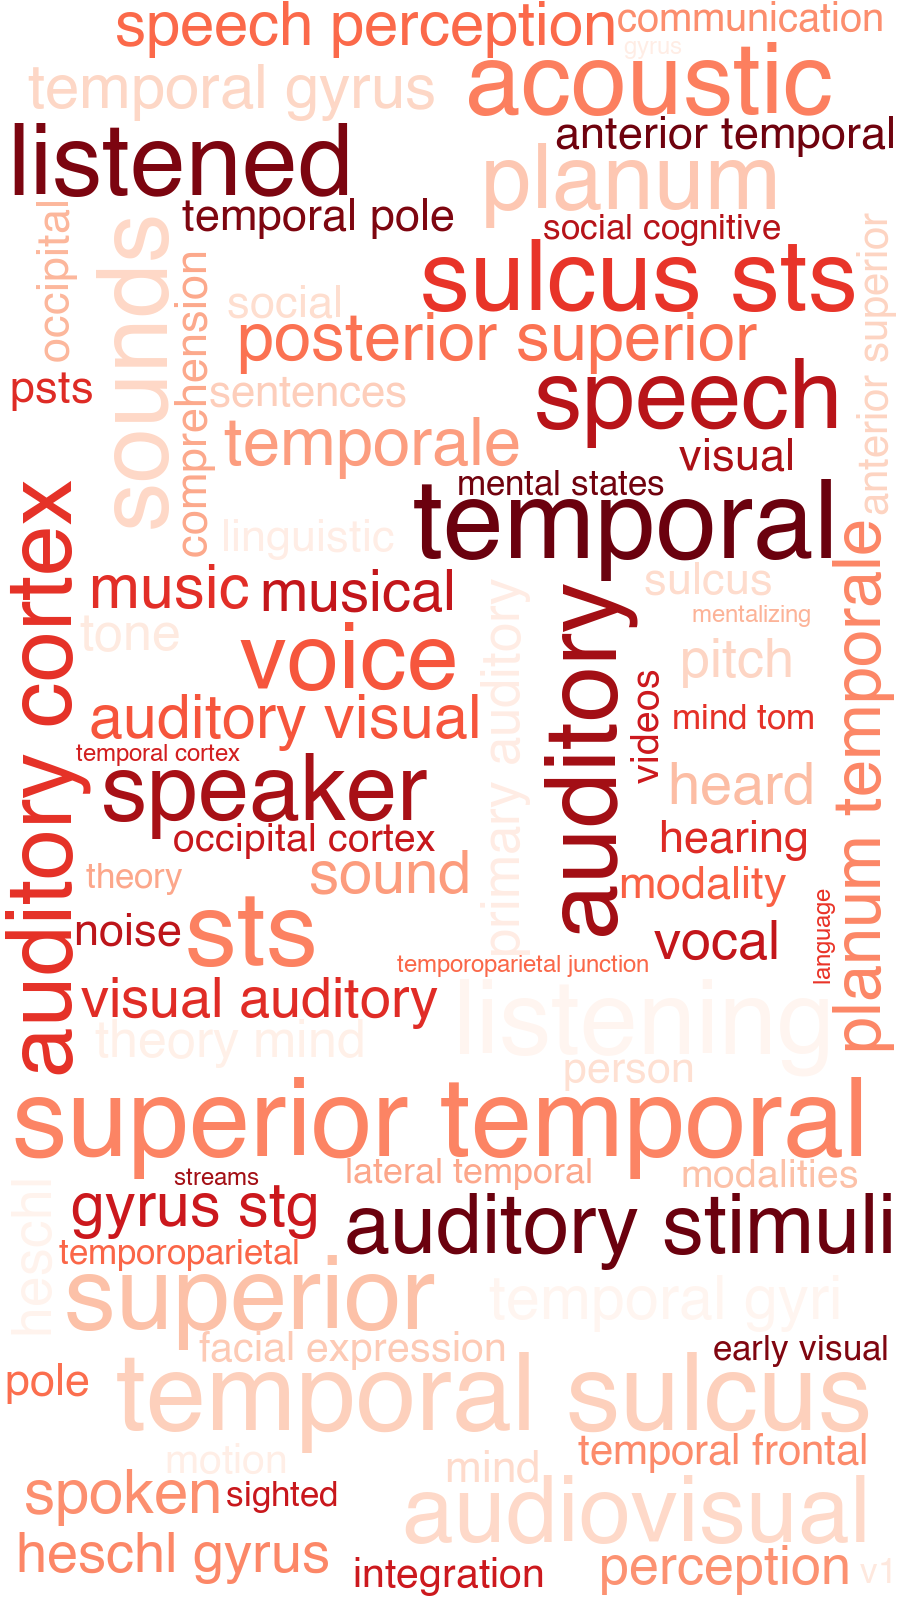 speech perception
communication
gyrus
temporal gyrus
acoustic
listened
anterior temporal
planum
temporal pole
occipital
sounds
social cognitive
comprehension
sulcus sts
anterior superior
social
posterior superior
psts
sentences
speech
temporale
visual
mental states
temporal
auditory cortex
linguistic
planum temporale
music
musical
primary auditory
auditory
sulcus
mentalizing
tone
voice
pitch
videos
auditory visual
mind tom
temporal cortex
speaker
heard
occipital cortex
hearing
theory
sound
modality
language
noise
sts
vocal
temporoparietal junction
visual auditory
listening
theory mind
person
superior temporal
streams
lateral temporal
modalities
heschl
gyrus stg
auditory stimuli
temporoparietal
superior
temporal gyri
facial expression
early visual
pole
temporal sulcus
motion
mind
temporal frontal
spoken
sighted
audiovisual
heschl gyrus
integration
perception
v1